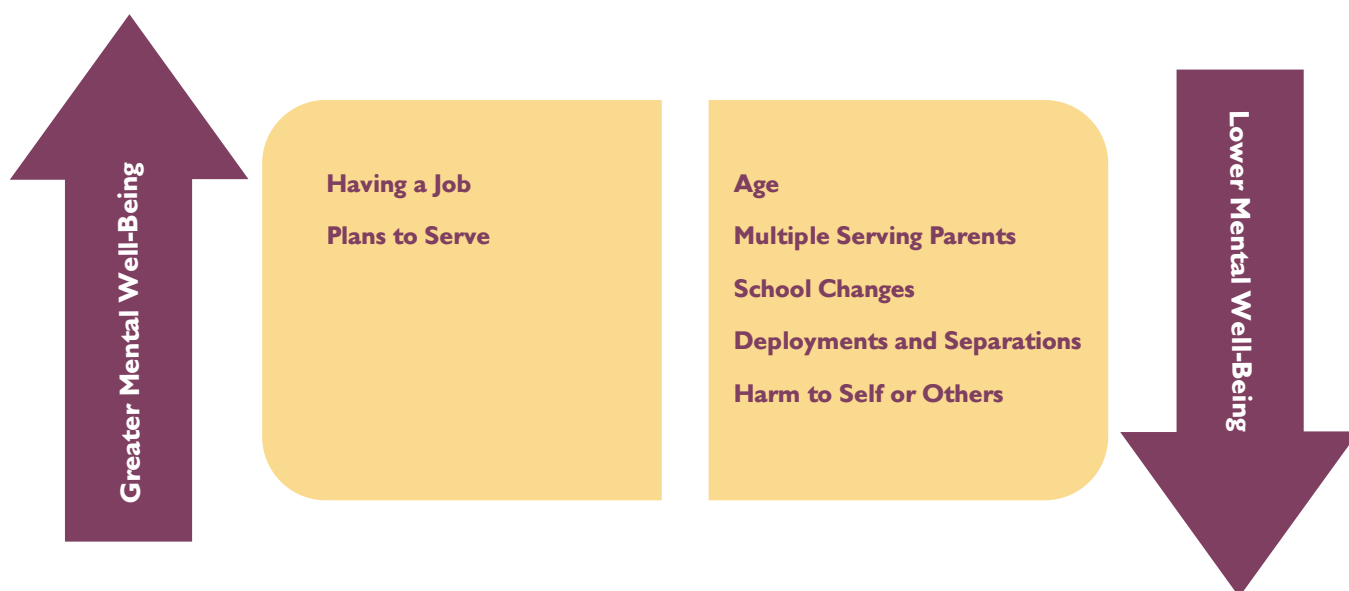 Greater Mental Well-Being
Having a Job
Plans to Serve
Age
Multiple Serving Parents
School Changes
Deployments and Separations
Harm to Self or Others
Lower Mental Well-Being